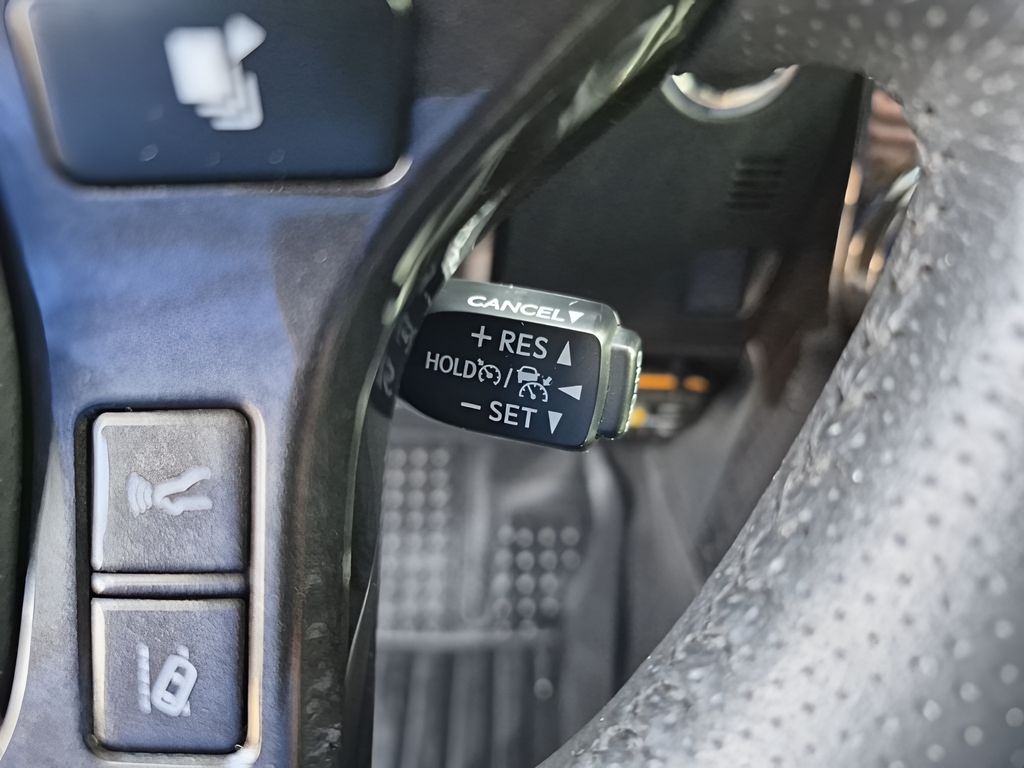 CANCEL▼
+ RES ▲
HOLD / ◀
− SET ▼